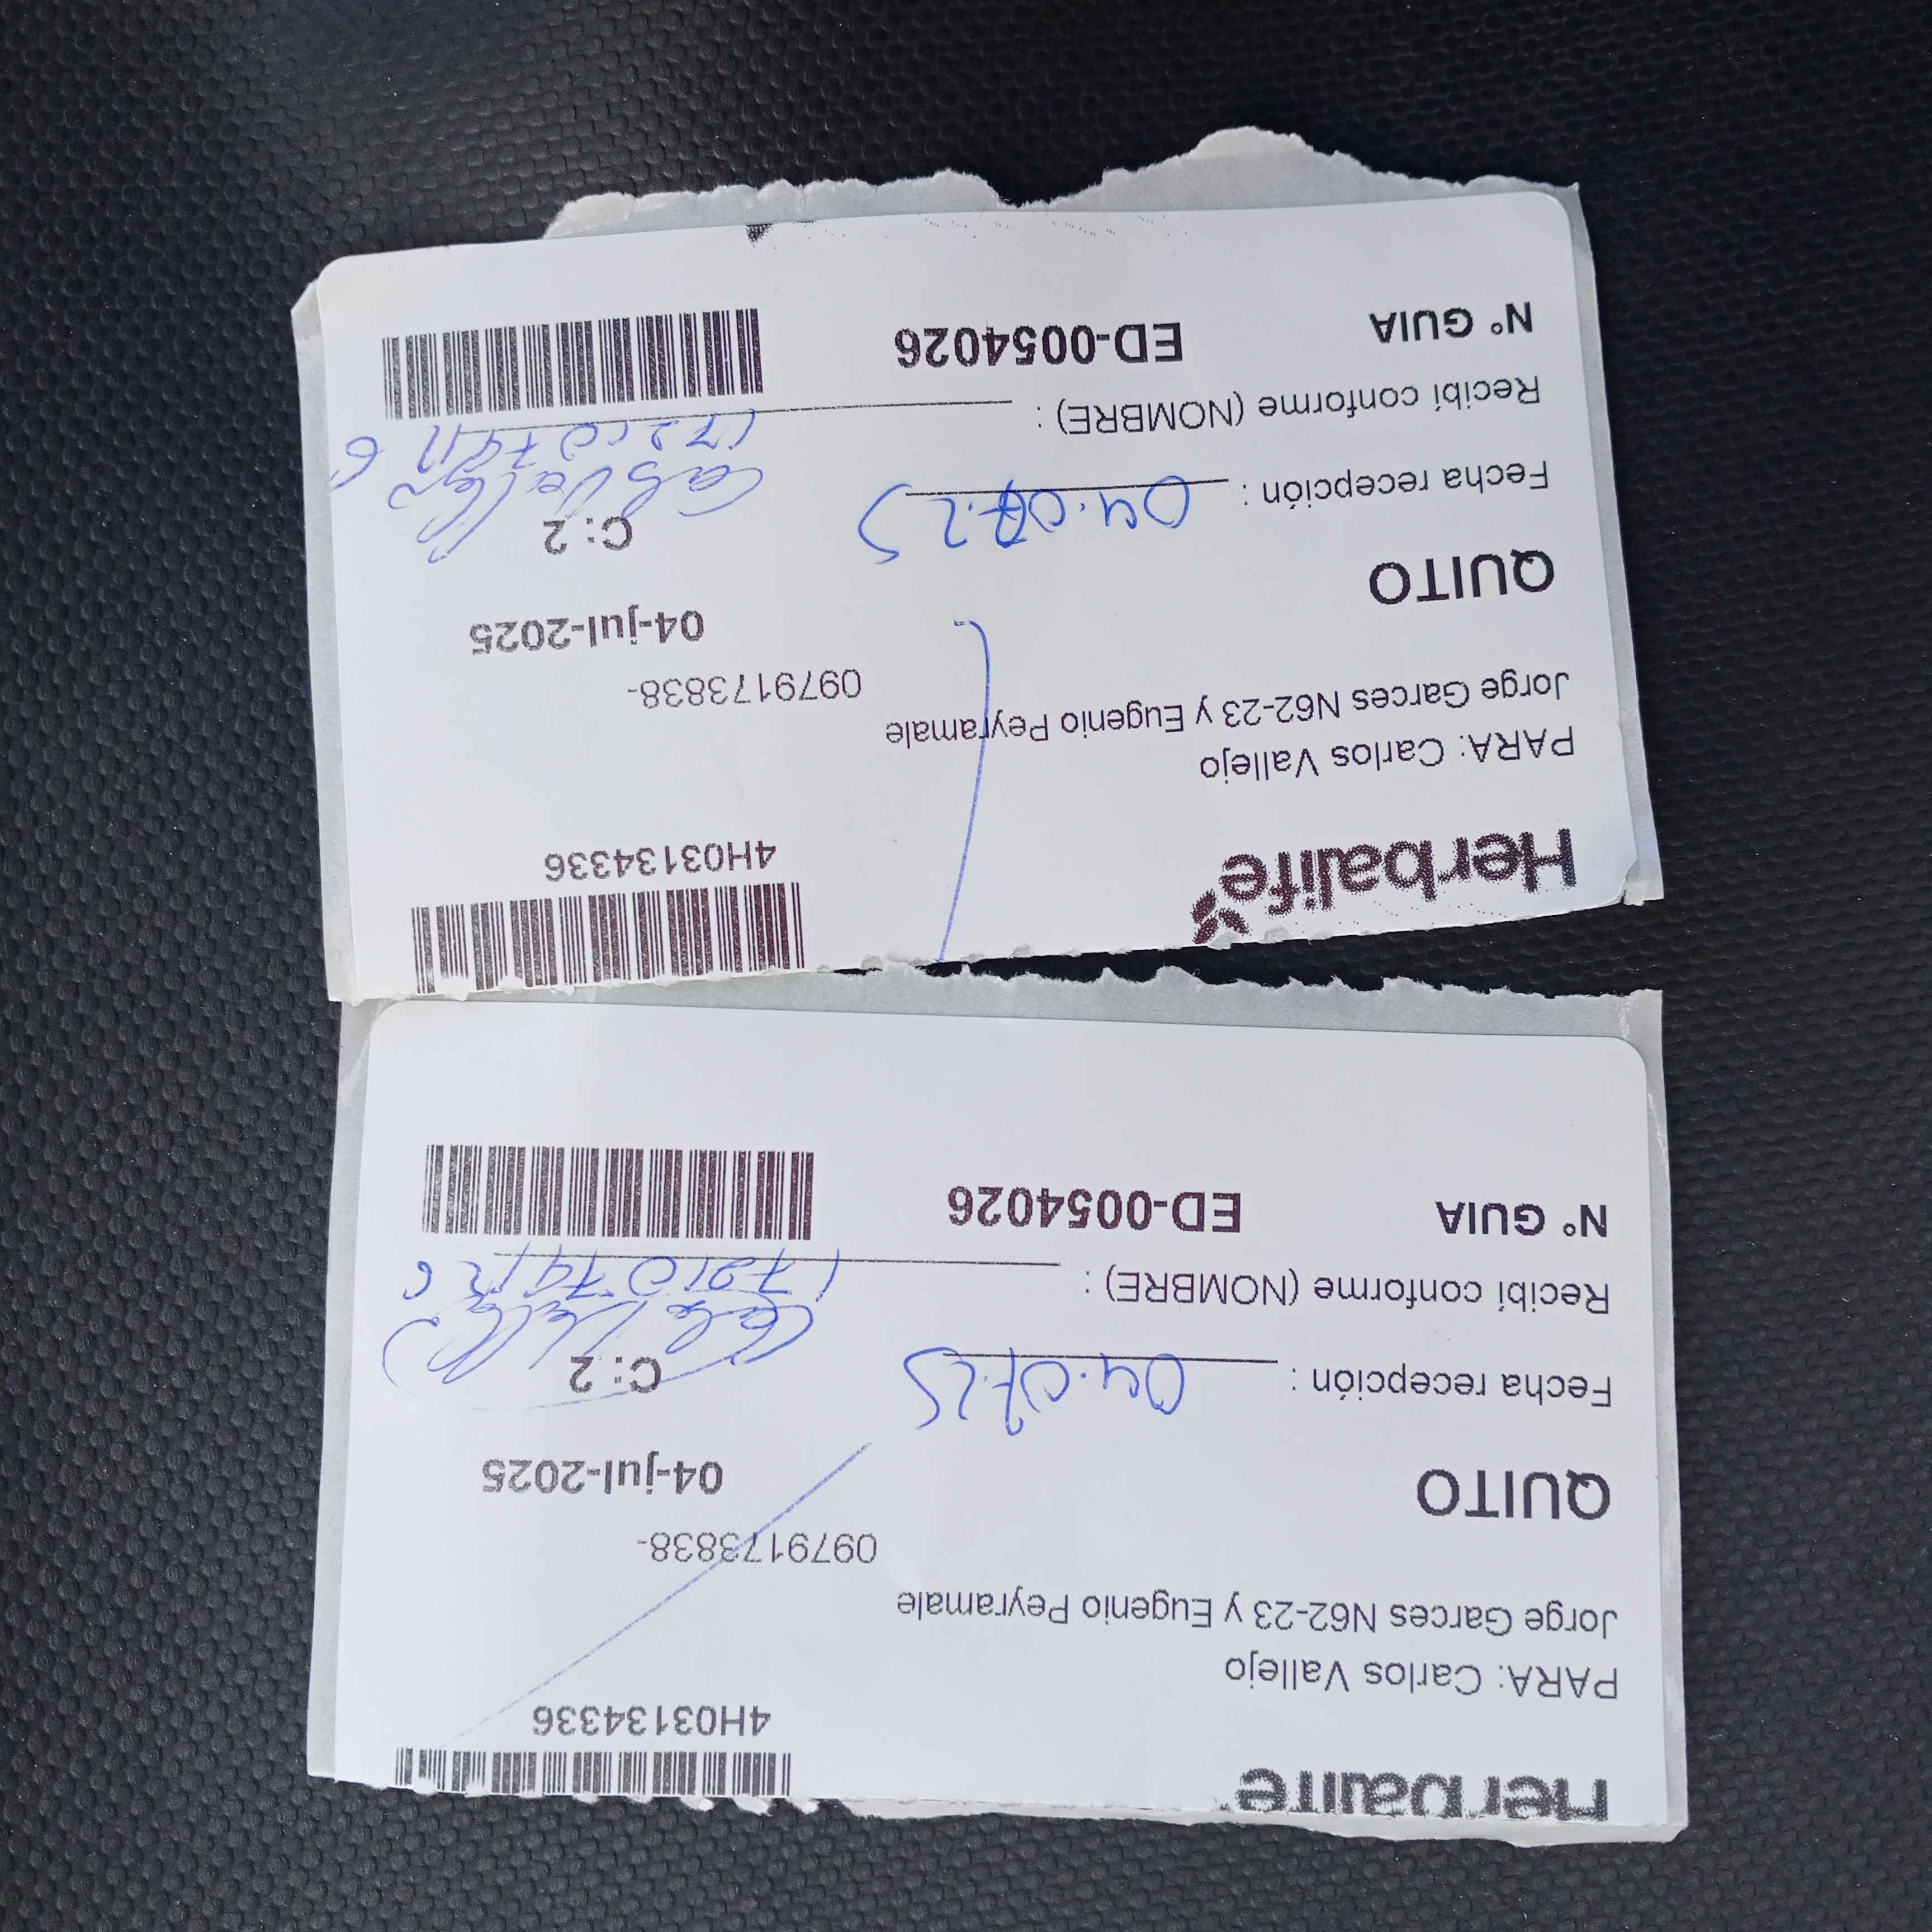 Herbalife
4H03134336
PARA: Carlos Vallejo
Jorge Garces N62-23 y Eugenio Peyramale
0979173838-
QUITO
04-jul-2025
Fecha recepción : 04.07.25
C: 2
Recibí conforme (NOMBRE) :
N° GUIA
ED-0054026
Herbalife
4H03134336
PARA: Carlos Vallejo
Jorge Garces N62-23 y Eugenio Peyramale
0979173838-
QUITO
04-jul-2025
Fecha recepción : 04.07.25
C: 2
Recibí conforme (NOMBRE) :
N° GUIA
ED-0054026